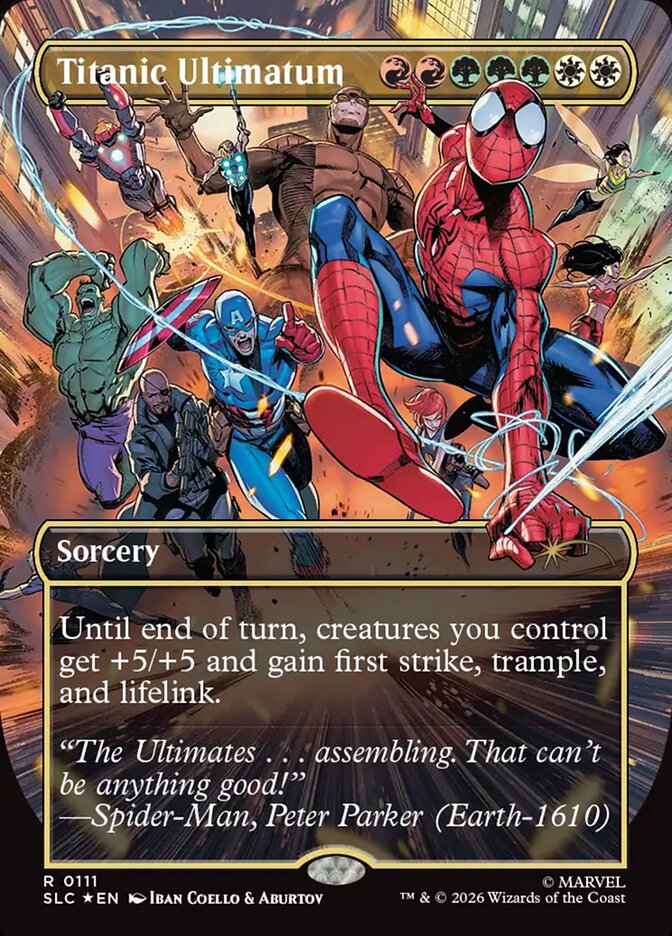 Titanic Ultimatum
A
Sorcery
Until end of turn, creatures you control
get +5/+5 and gain first strike, trample,
and lifelink.
“The Ultimates . . . assembling. That can’t
be anything good!”
—Spider-Man, Peter Parker (Earth-1610)
R 0111
© MARVEL
SLC ★ EN Iban Coello & Aburtov
™ & © 2026 Wizards of the Coast